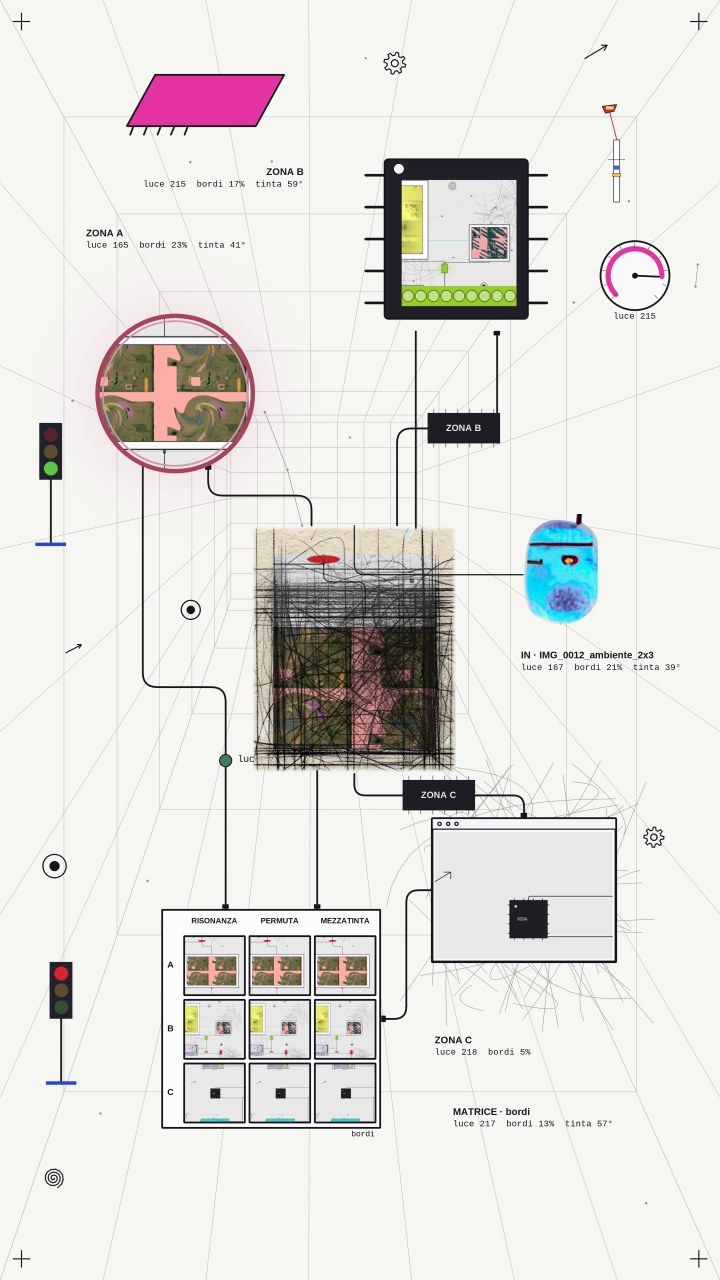 ZONA B
luce 215  bordi 17%  tinta 59°
ZONA A
luce 165  bordi 23%  tinta 41°
luce 215
ZONA B
IN · IMG_0012_ambiente_2x3
luce 167  bordi 21%  tinta 39°
luc
ZONA C
NSA
RISONANZA PERMUTA MEZZATINTA
A
B
C
bordi
ZONA C
luce 218  bordi 5%
MATRICE · bordi
luce 217  bordi 13%  tinta 57°